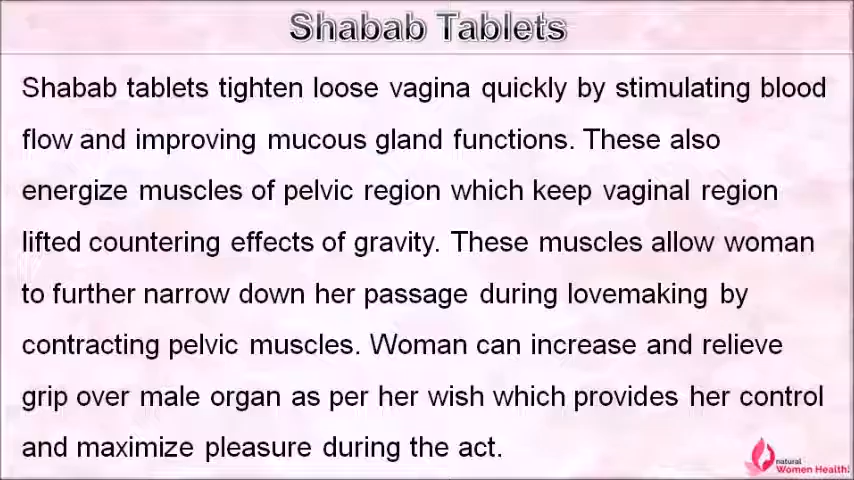 Shabab Tablets
Shabab tablets tighten loose vagina quickly by stimulating blood
flow and improving mucous gland functions. These also
energize muscles of pelvic region which keep vaginal region
lifted countering effects of gravity. These muscles allow woman
to further narrow down her passage during lovemaking by
contracting pelvic muscles. Woman can increase and relieve
grip over male organ as per her wish which provides her control
and maximize pleasure during the act.
natural
Women Health!